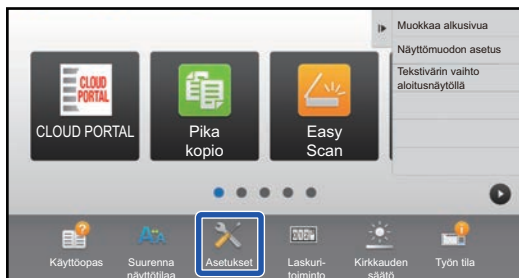 Muokkaa alkusivua
Näyttömuodon asetus
Tekstivärin vaihto
aloitusnäytöllä
CLOUD
PORTAL
CLOUD PORTAL
Pika
kopio
Easy
Scan
Käyttöopas
Suurenna
näyttötilaa
Asetukset
Laskuri-
toiminto
Kirkkauden
säätö
Työn tila